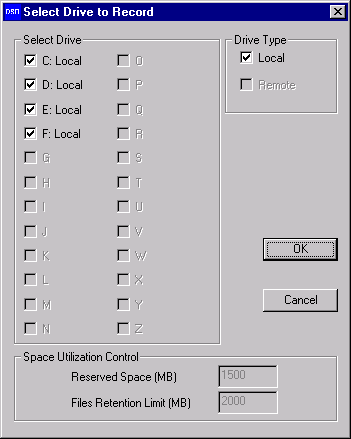 DSR Select Drive to Record
Select Drive
C: Local
D: Local
E: Local
F: Local
G
H
I
J
K
L
M
N
O
P
Q
R
S
T
U
V
W
X
Y
Z
Drive Type
Local
Remote
OK
Cancel
Space Utilization Control
Reserved Space (MB) 1500
Files Retention Limit (MB) 2000